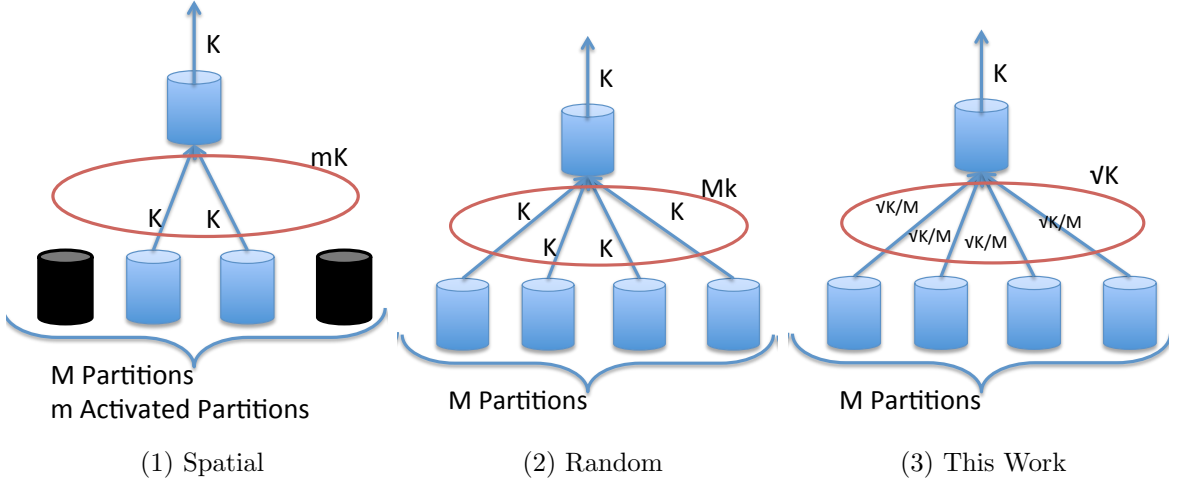 K
mK
K
K
M Partitions
m Activated Partitions
(1) Spatial
K
Mk
K
K
K
K
M Partitions
(2) Random
K
√K
√K/M
√K/M
√K/M
√K/M
M Partitions
(3) This Work